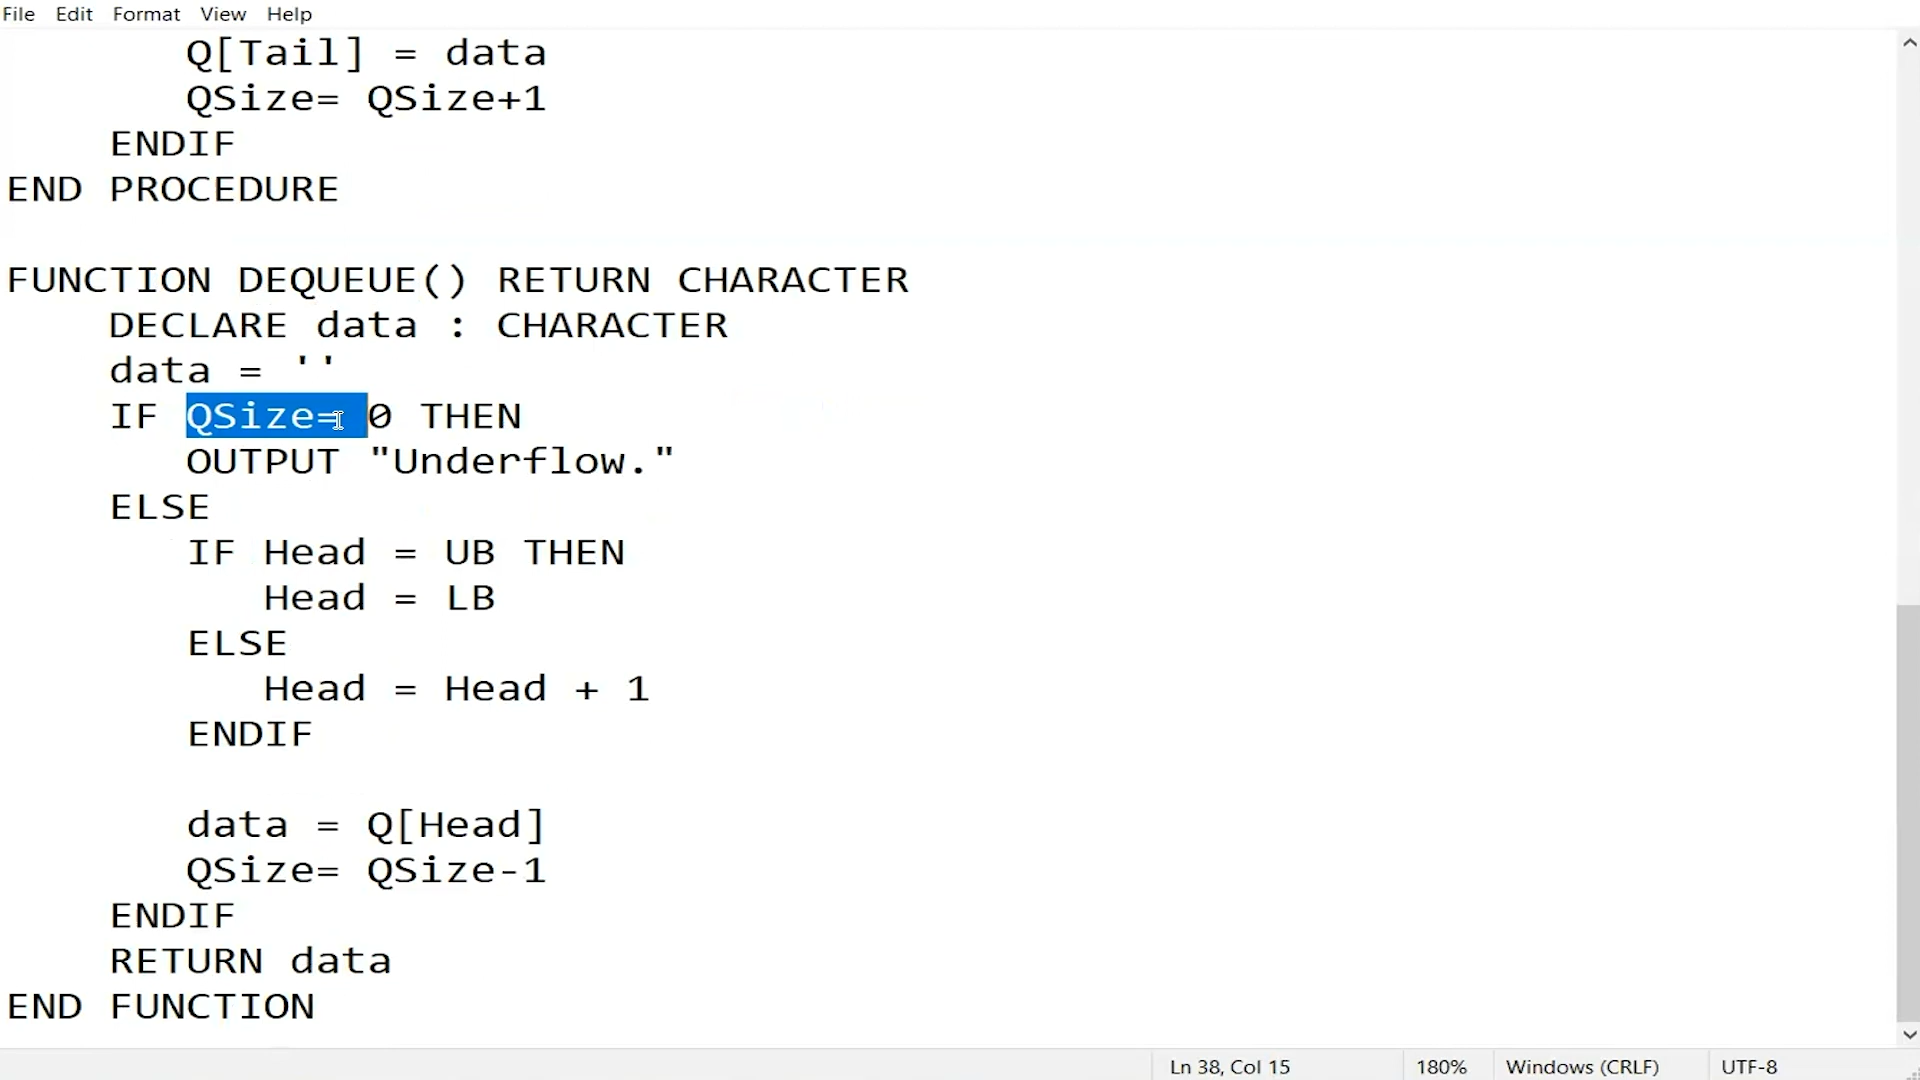 File Edit Format View Help
Q[Tail] = data
QSize= QSize+1
ENDIF
END PROCEDURE
FUNCTION DEQUEUE() RETURN CHARACTER
DECLARE data : CHARACTER
data = ''
IF QSize= 0 THEN
OUTPUT "Underflow."
ELSE
IF Head = UB THEN
Head = LB
ELSE
Head = Head + 1
ENDIF
data = Q[Head]
QSize= QSize-1
ENDIF
RETURN data
END FUNCTION
Ln 38, Col 15 180% Windows (CRLF) UTF-8